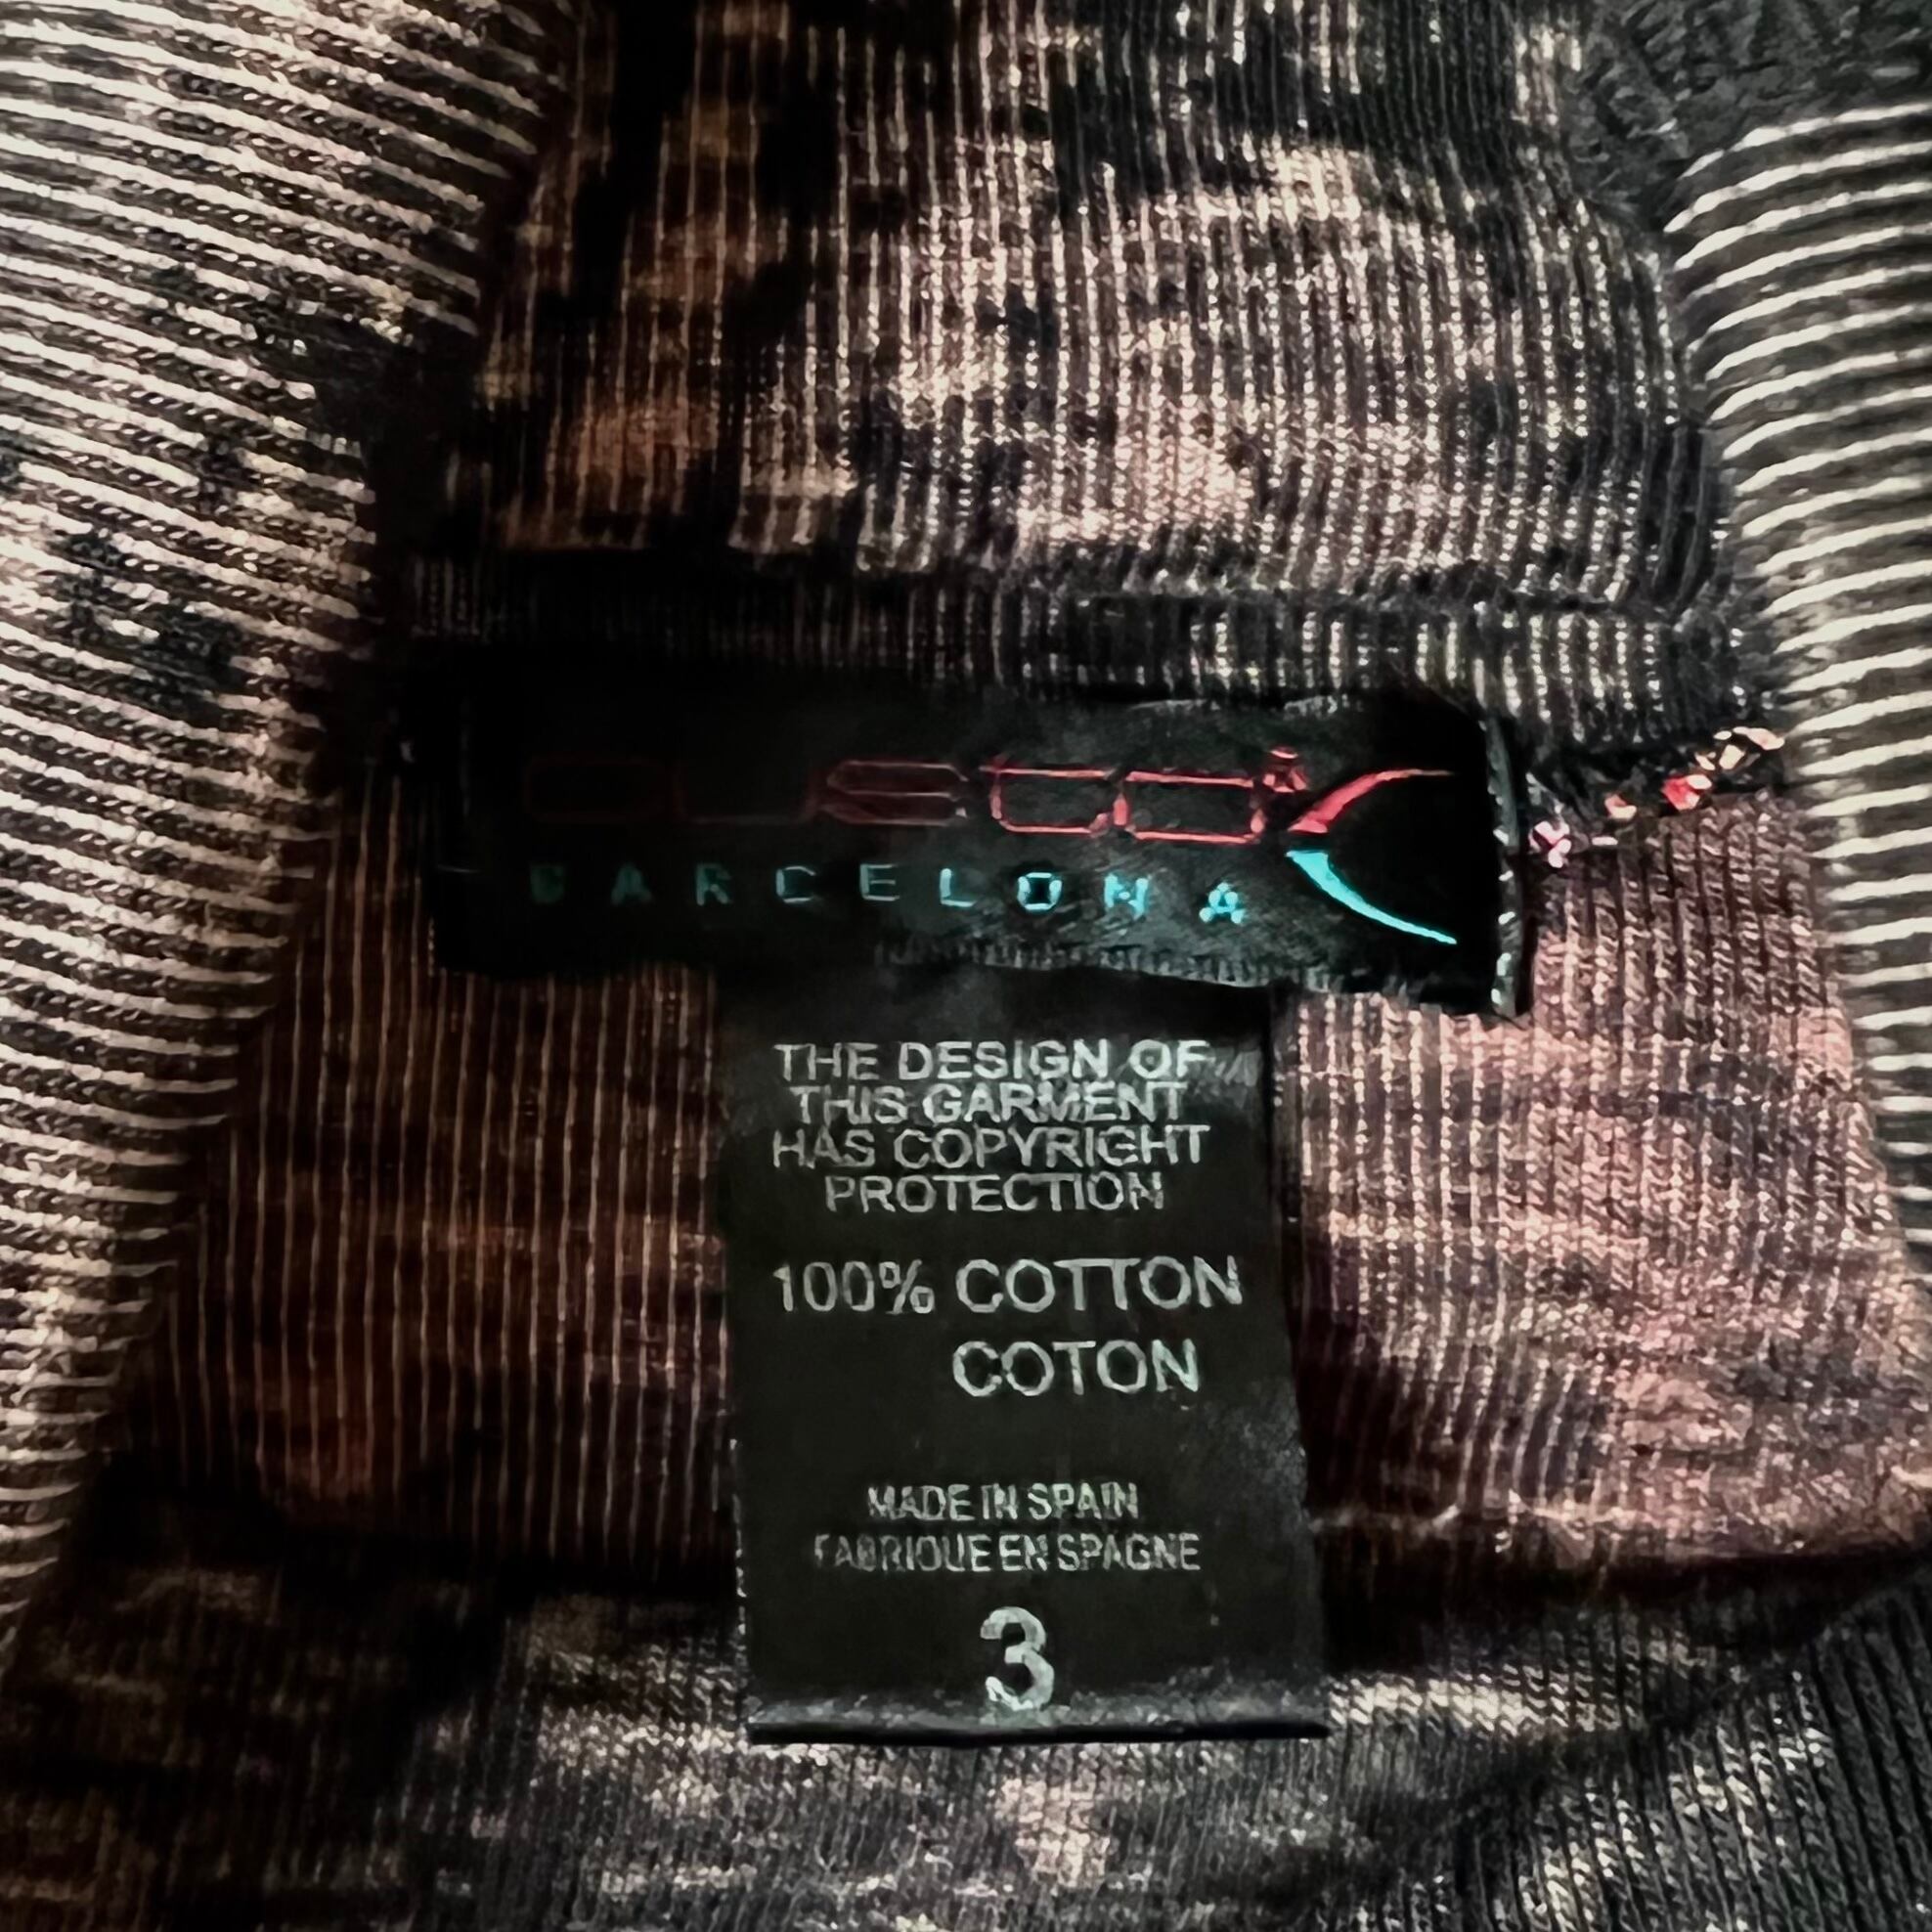 CUSTO
BARCELONA
THE DESIGN OF
THIS GARMENT
HAS COPYRIGHT
PROTECTION
100% COTTON
COTON
MADE IN SPAIN
FABRIQUE EN SPAGNE
3